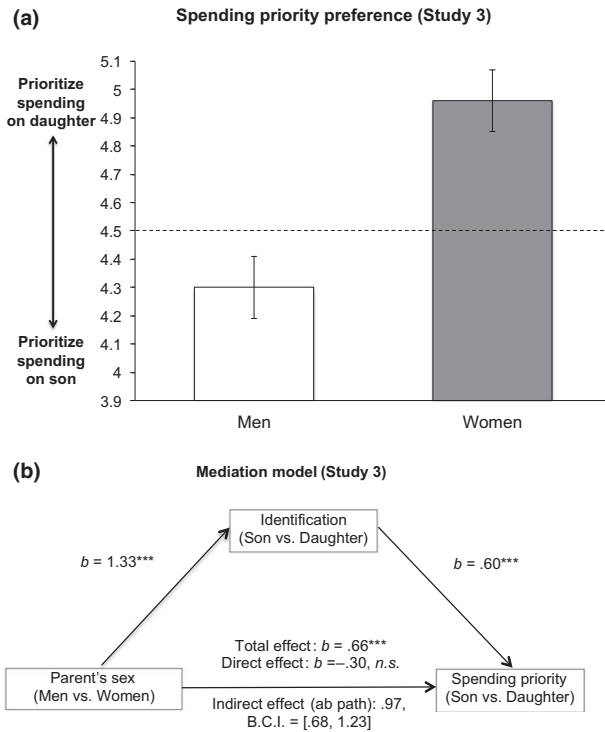 (a)
Spending priority preference (Study 3)
Prioritize
spending
on daughter
Prioritize
spending
on son
5.1
5
4.9
4.8
4.7
4.6
4.5
4.4
4.3
4.2
4.1
4
3.9
Men
Women
(b)
Mediation model (Study 3)
Identification
(Son vs. Daughter)
b = 1.33***
b = .60***
Total effect: b = .66***
Direct effect: b =–.30, n.s.
Parent's sex
(Men vs. Women)
Spending priority
(Son vs. Daughter)
Indirect effect (ab path): .97,
B.C.I. = [.68, 1.23]